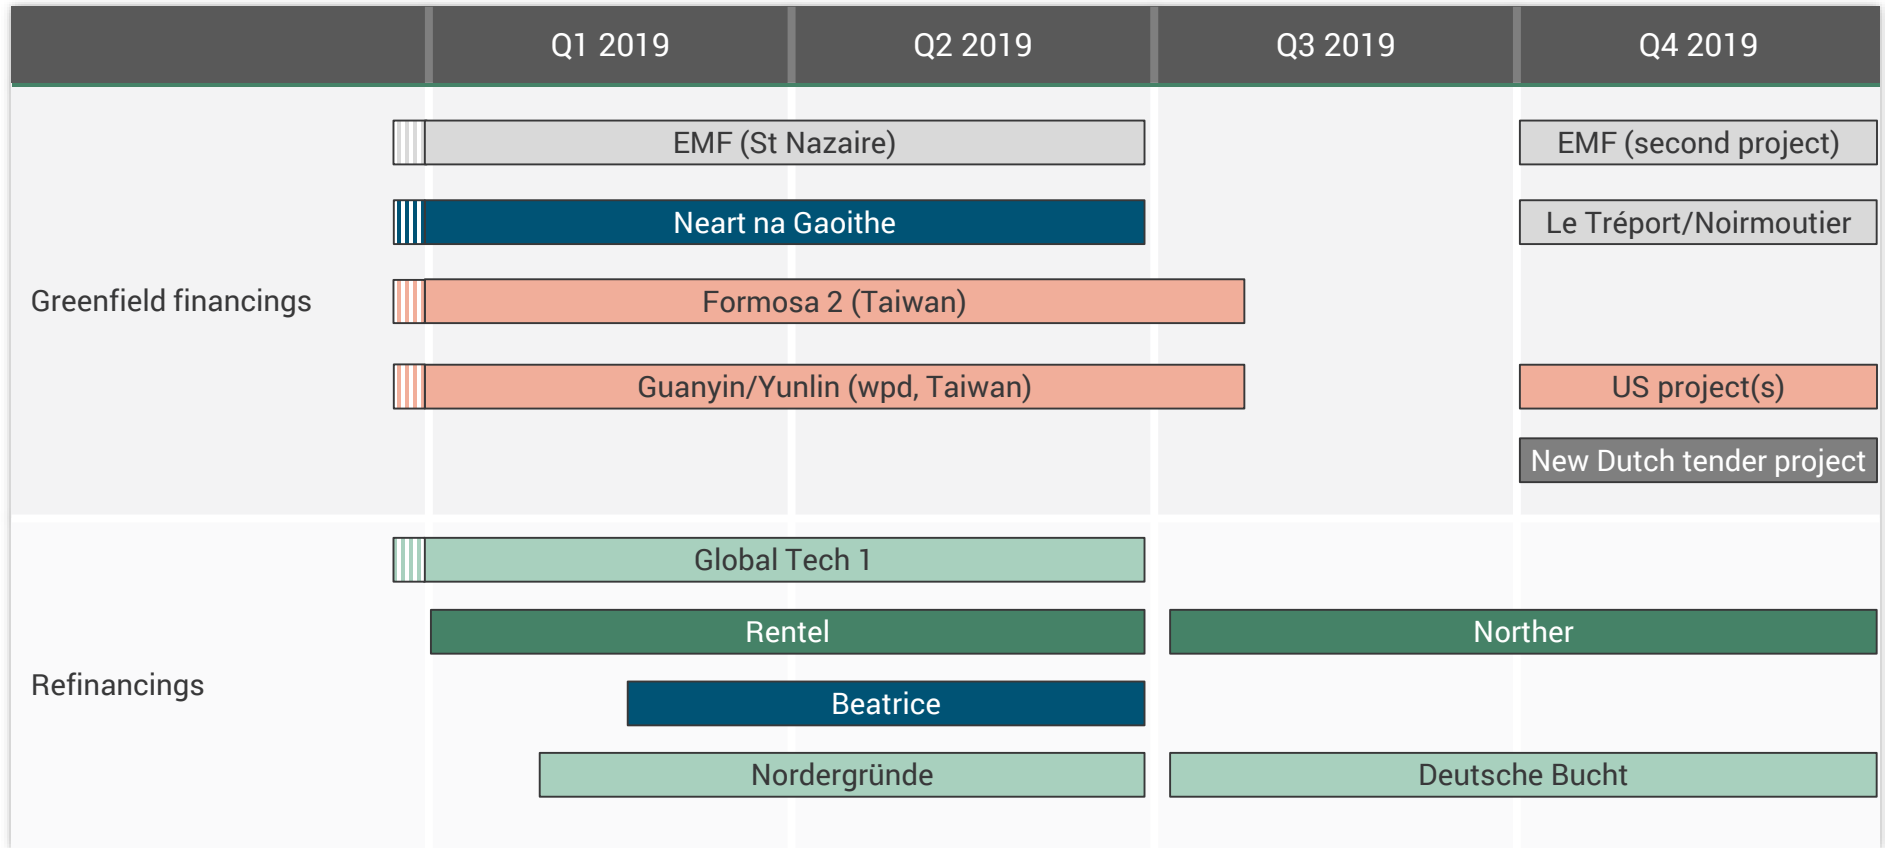 Q1 2019
Q2 2019
Q3 2019
Q4 2019
Greenfield financings
EMF (St Nazaire)
EMF (second project)
Neart na Gaoithe
Le Tréport/Noirmoutier
Formosa 2 (Taiwan)
Guanyin/Yunlin (wpd, Taiwan)
US project(s)
New Dutch tender project
Refinancings
Global Tech 1
Rentel
Norther
Beatrice
Nordergründe
Deutsche Bucht